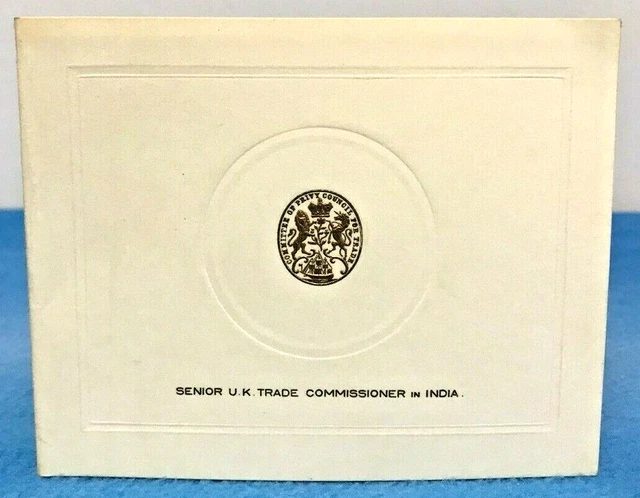 COMMITTEE OF PRIVY COUNCIL FOR TRADE
SENIOR U.K. TRADE COMMISSIONER IN INDIA.